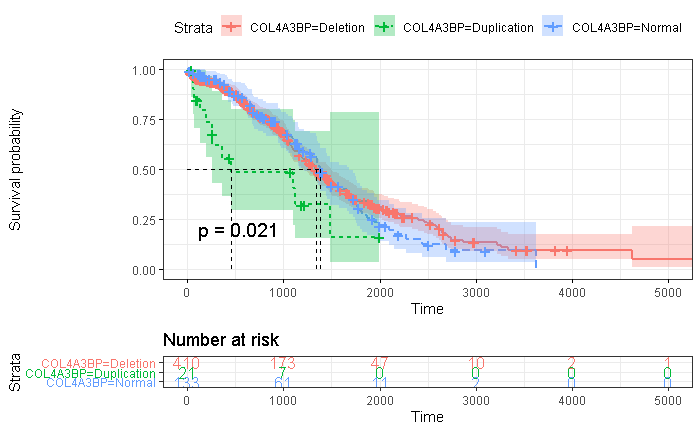 Strata COL4A3BP=Deletion COL4A3BP=Duplication COL4A3BP=Normal
Survival probability
1.00
0.75
0.50
0.25
0.00
p = 0.021
0 1000 2000 3000 4000 5000
Time
Number at risk
Strata
COL4A3BP=Deletion 410 173 47 10 2 1
COL4A3BP=Duplication 21 7 0 0 0 0
COL4A3BP=Normal 133 61 11 2 0 0
0 1000 2000 3000 4000 5000
Time